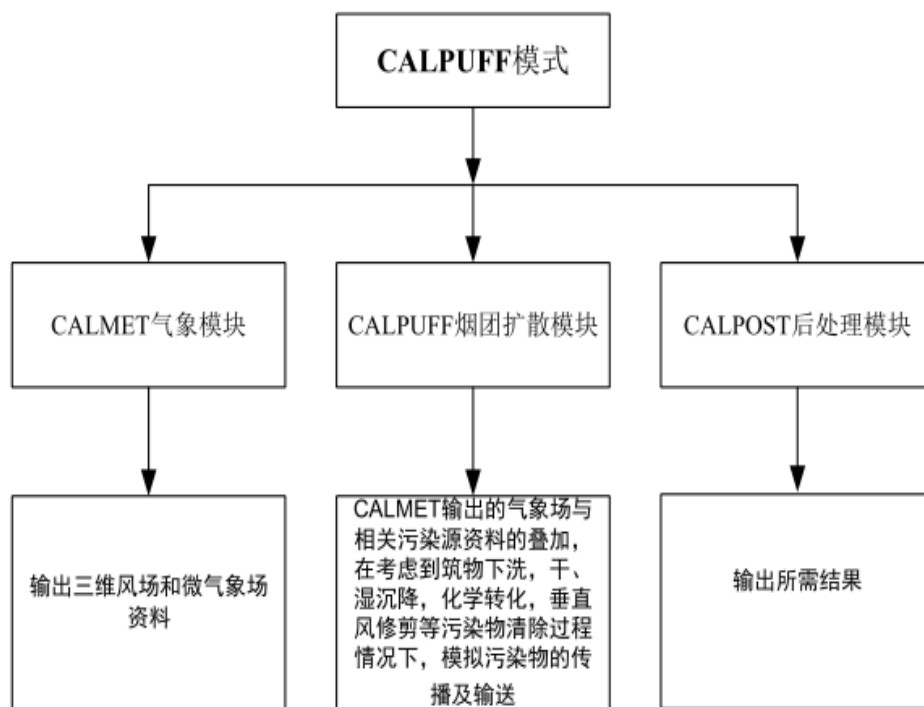 CALPUFF模式
CALMET气象模块
CALPUFF烟团扩散模块
CALPOST后处理模块
输出三维风场和微气象场
资料
CALMET输出的气象场与
相关污染源资料的叠加，
在考虑到筑物下洗，干、
湿沉降，化学转化，垂直
风修剪等污染物清除过程
情况下，模拟污染物的传
播及输送
输出所需结果